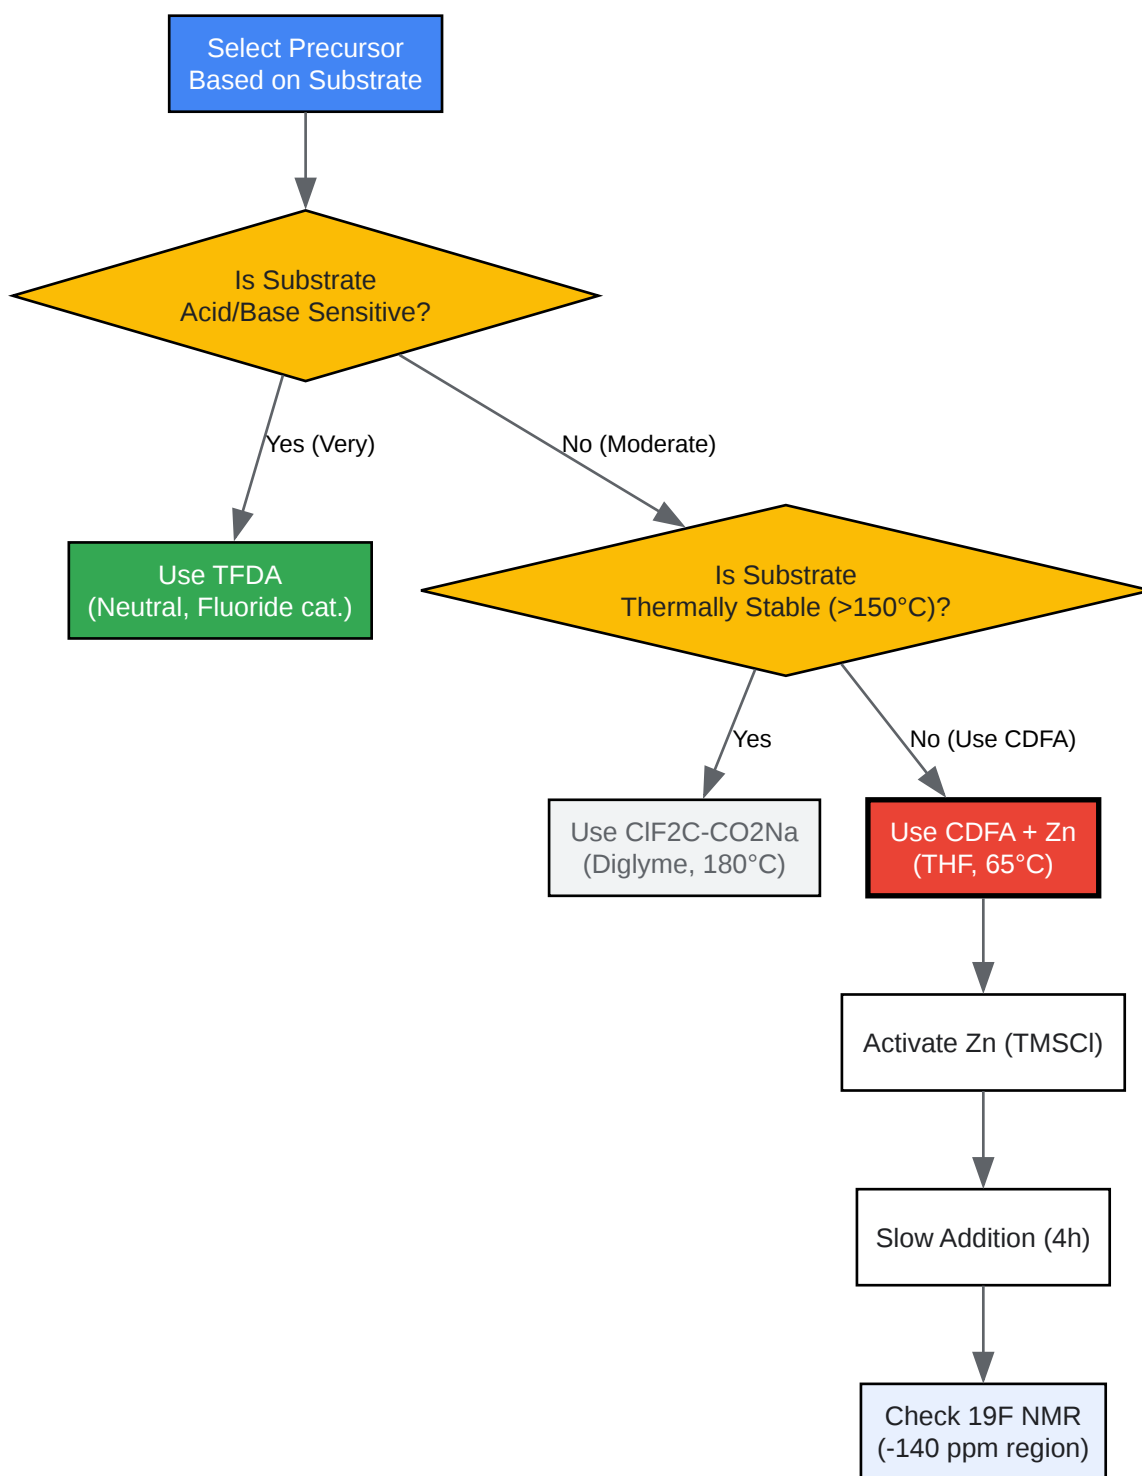 Select Precursor
Based on Substrate
Is Substrate
Acid/Base Sensitive?
Yes (Very)
No (Moderate)
Use TFDA
(Neutral, Fluoride cat.)
Is Substrate
Thermally Stable (>150°C)?
Yes
No (Use CDFA)
Use ClF2C-CO2Na
(Diglyme, 180°C)
Use CDFA + Zn
(THF, 65°C)
Activate Zn (TMSCl)
Slow Addition (4h)
Check 19F NMR
(-140 ppm region)